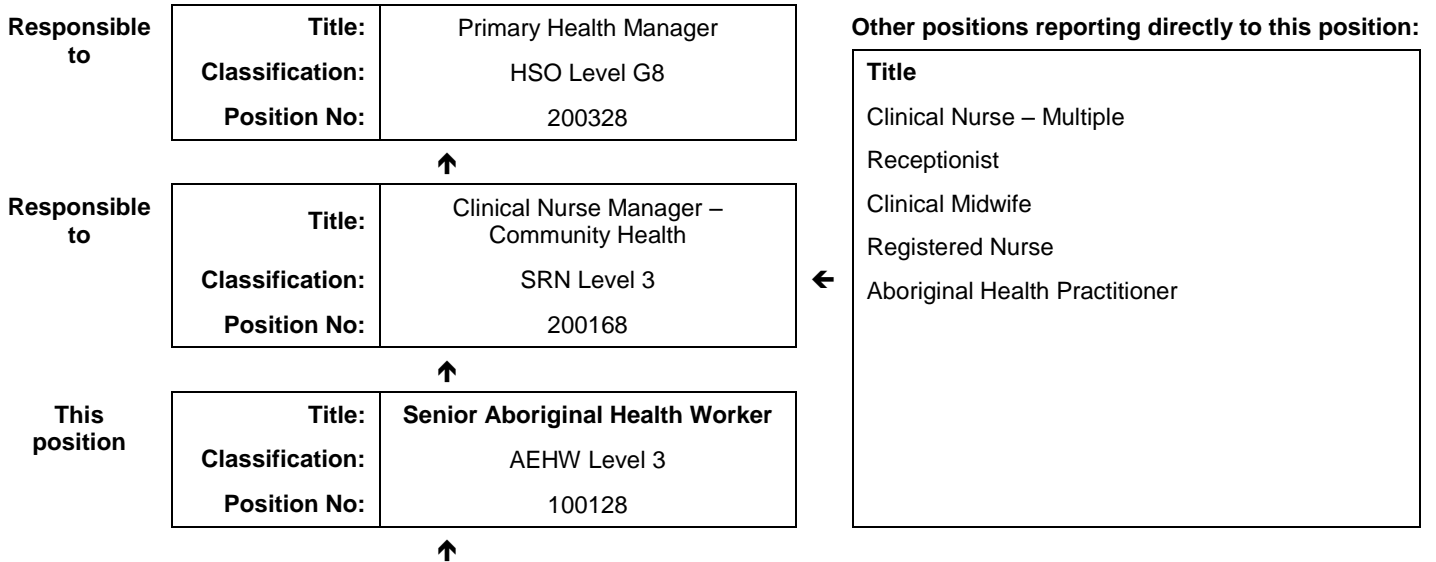 Responsible to
Title: Primary Health Manager
Classification: HSO Level G8
Position No: 200328
🡩
Responsible to
Title: Clinical Nurse Manager –
Community Health
Classification: SRN Level 3
Position No: 200168
🡩
This position
Title: Senior Aboriginal Health Worker
Classification: AEHW Level 3
Position No: 100128
🡩
Other positions reporting directly to this position:
🡨
Title
Clinical Nurse – Multiple
Receptionist
Clinical Midwife
Registered Nurse
Aboriginal Health Practitioner